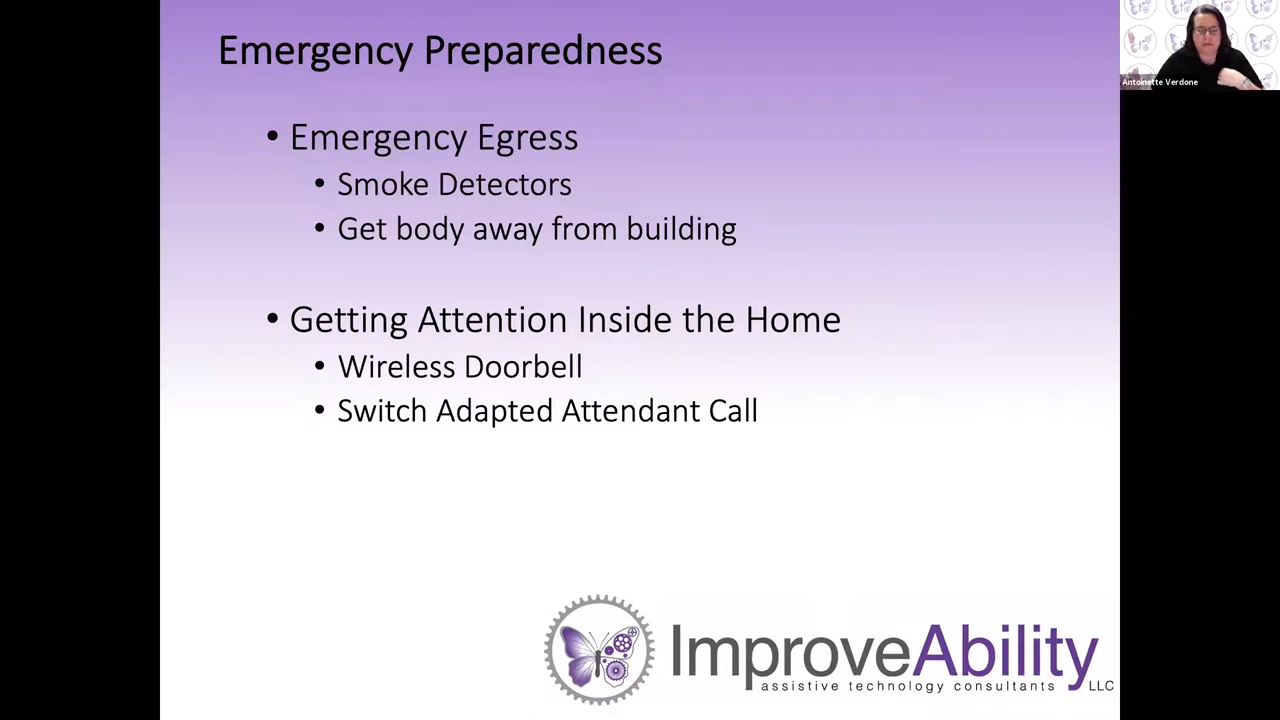 Emergency Preparedness
• Emergency Egress
• Smoke Detectors
• Get body away from building
• Getting Attention Inside the Home
• Wireless Doorbell
• Switch Adapted Attendant Call
Antoinette Verdone
ImproveAbility
assistive technology consultants LLC